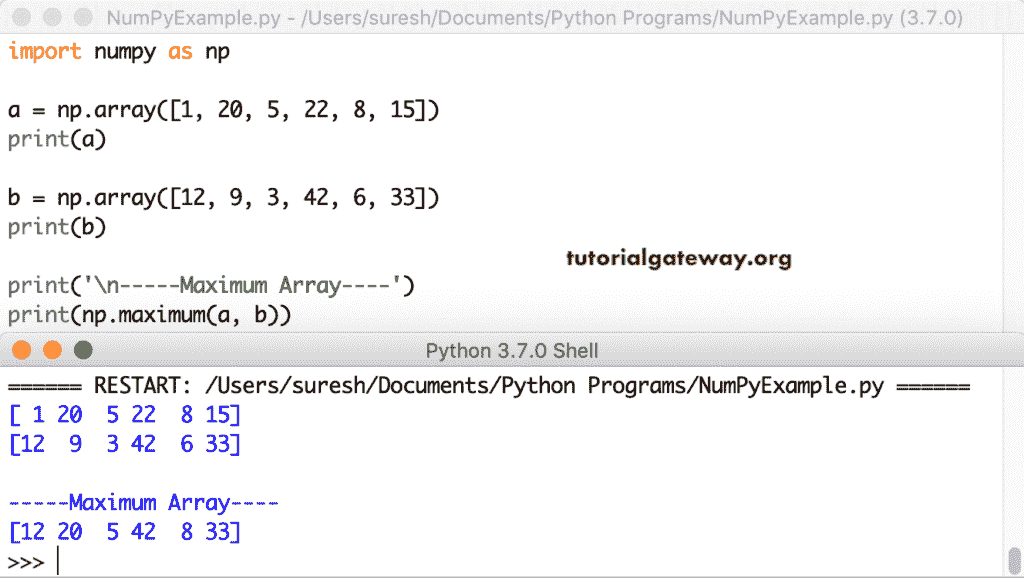 NumPyExample.py - /Users/suresh/Documents/Python Programs/NumPyExample.py (3.7.0)
import numpy as np
a = np.array([1, 20, 5, 22, 8, 15])
print(a)
b = np.array([12, 9, 3, 42, 6, 33])
print(b)
tutorialgateway.org
print('\n-----Maximum Array----')
print(np.maximum(a, b))
Python 3.7.0 Shell
====== RESTART: /Users/suresh/Documents/Python Programs/NumPyExample.py ======
[ 1 20  5 22  8 15]
[12  9  3 42  6 33]
-----Maximum Array----
[12 20  5 42  8 33]
>>>